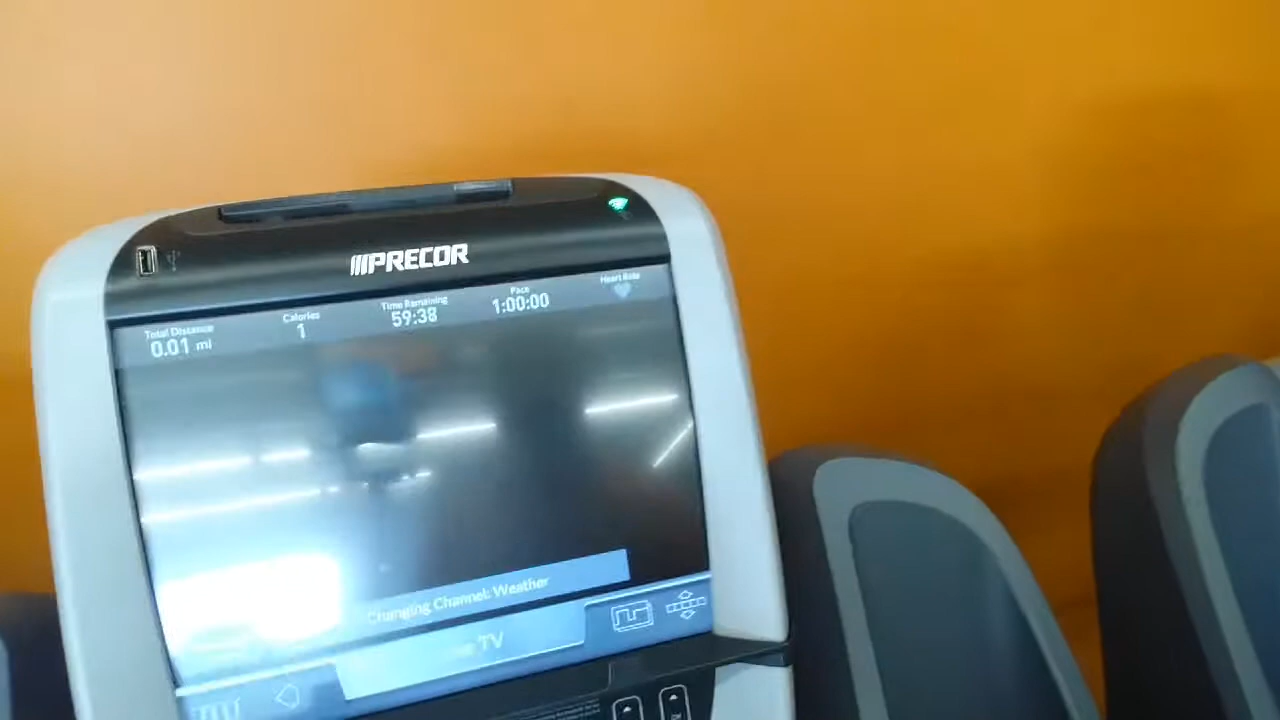 PRECOR
Total Distance
0.01 mi
Calories
1
Time Remaining
59:38
Pace
1:00:00
Heart Rate
Changing Channel: Weather
TV